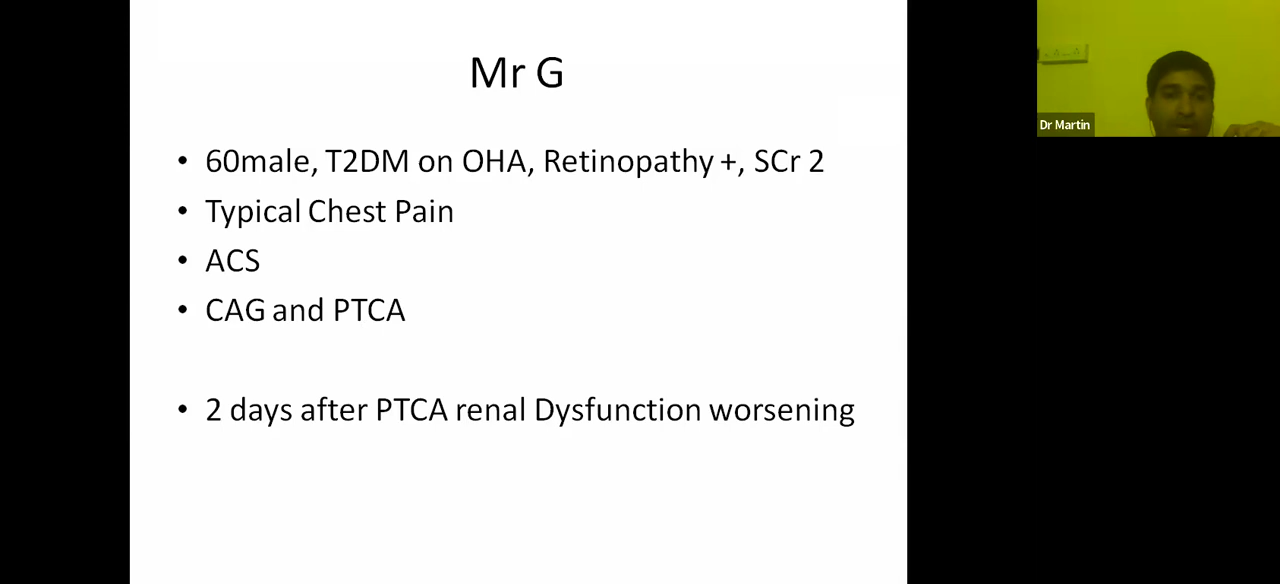 Mr G
• 60male, T2DM on OHA, Retinopathy +, SCr 2
• Typical Chest Pain
• ACS
• CAG and PTCA
• 2 days after PTCA renal Dysfunction worsening
Dr Martin